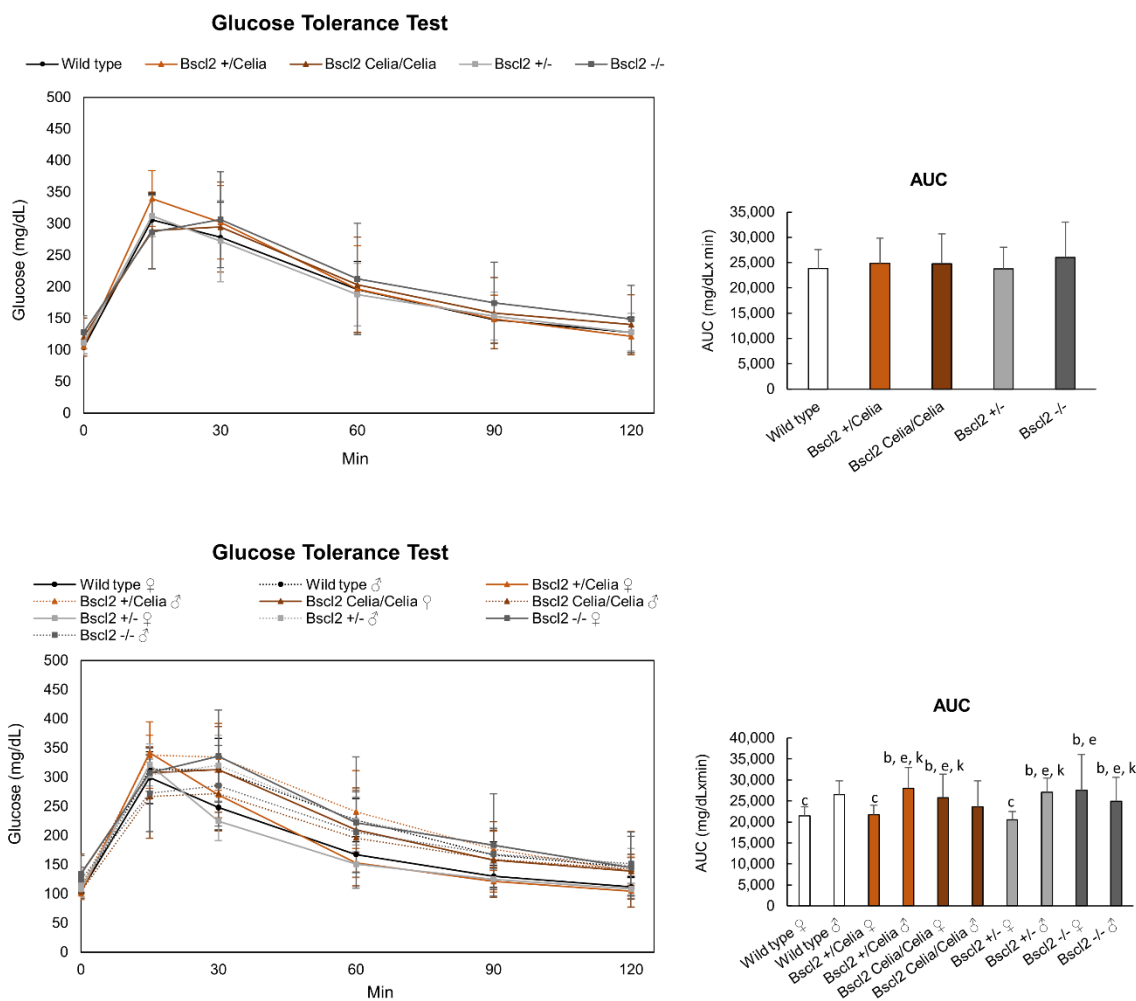 Glucose Tolerance Test
Wild type Bscl2 +/Celia Bscl2 Celia/Celia Bscl2 +/- Bscl2 -/-
500
450
400
350
300
250
200
150
100
50
0
Glucose (mg/dL)
0 30 60 90 120
Min
AUC
35,000
30,000
25,000
20,000
15,000
10,000
5,000
0
AUC (mg/dLx min)
Wild type
Bscl2 +/Celia
Bscl2 Celia/Celia
Bscl2 +/-
Bscl2 -/-
Glucose Tolerance Test
Wild type ♀ Wild type ♂ Bscl2 +/Celia ♀
Bscl2 +/Celia ♂ Bscl2 Celia/Celia ♀ Bscl2 Celia/Celia ♂
Bscl2 +/- ♀ Bscl2 +/- ♂ Bscl2 -/- ♀
Bscl2 -/- ♂
500
450
400
350
300
250
200
150
100
50
0
Glucose (mg/dL)
0 30 60 90 120
Min
AUC
40,000
35,000
30,000
25,000
20,000
15,000
10,000
5,000
0
AUC (mg/dLxmin)
c
c
b, e, k
b, e, k
c
b, e, k
b, e
b, e, k
Wild type ♀
Wild type ♂
Bscl2 +/Celia ♀
Bscl2 +/Celia ♂
Bscl2 Celia/Celia ♀
Bscl2 Celia/Celia ♂
Bscl2 +/- ♀
Bscl2 +/- ♂
Bscl2 -/- ♀
Bscl2 -/- ♂